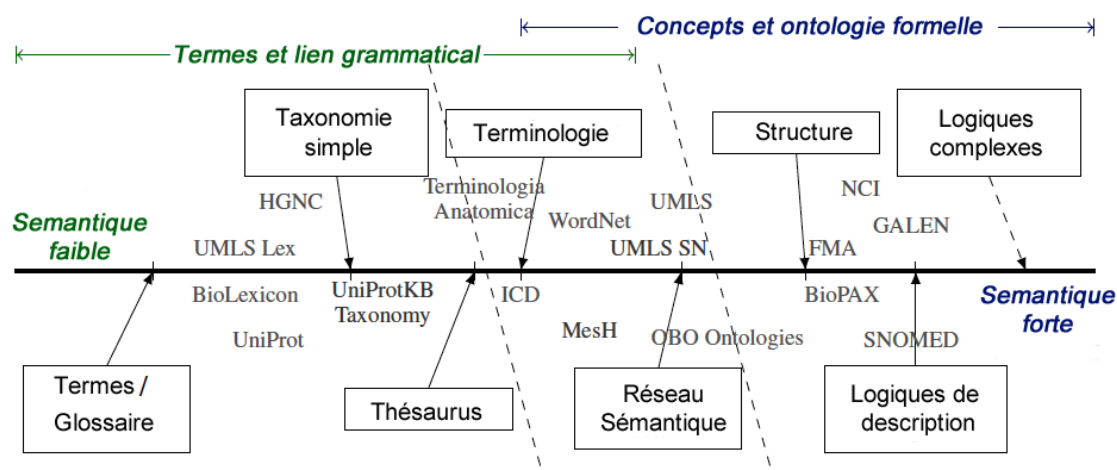 Concepts et ontologie formelle
Termes et lien grammatical
Taxonomie
simple
Terminologie
Structure
Logiques
complexes
HGNC
Terminologia
Anatomica
WordNet
UMLS
NCI
GALEN
Semantique
faible
UMLS Lex
UMLS SN
FMA
BioLexicon
UniProtKB
Taxonomy
ICD
BioPAX
Semantique
forte
UniProt
MesH
OBO Ontologies
SNOMED
Termes /
Glossaire
Thésaurus
Réseau
Sémantique
Logiques de
description